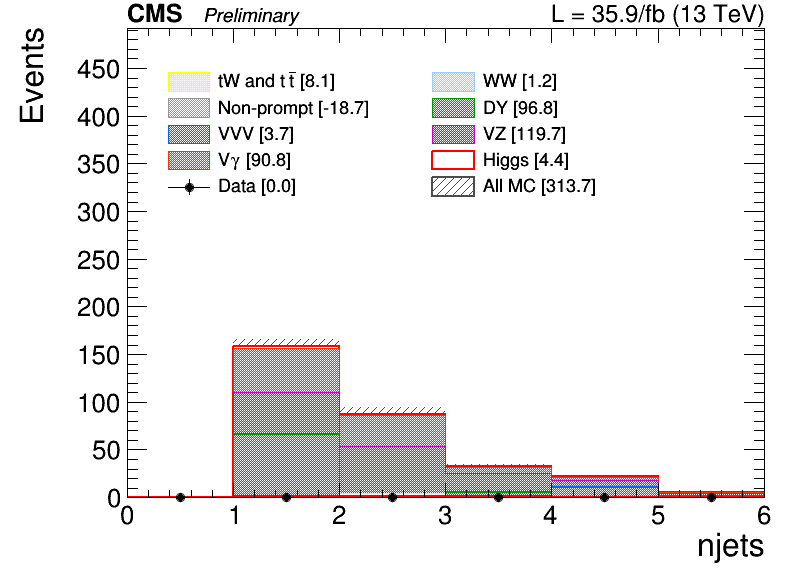 CMS Preliminary L = 35.9/fb (13 TeV)
Events
450
400
350
300
250
200
150
100
50
0
tW and t t̅ [8.1]
WW [1.2]
Non-prompt [-18.7]
DY [96.8]
VVV [3.7]
VZ [119.7]
Vγ [90.8]
Higgs [4.4]
Data [0.0]
All MC [313.7]
0 1 2 3 4 5 6
njets